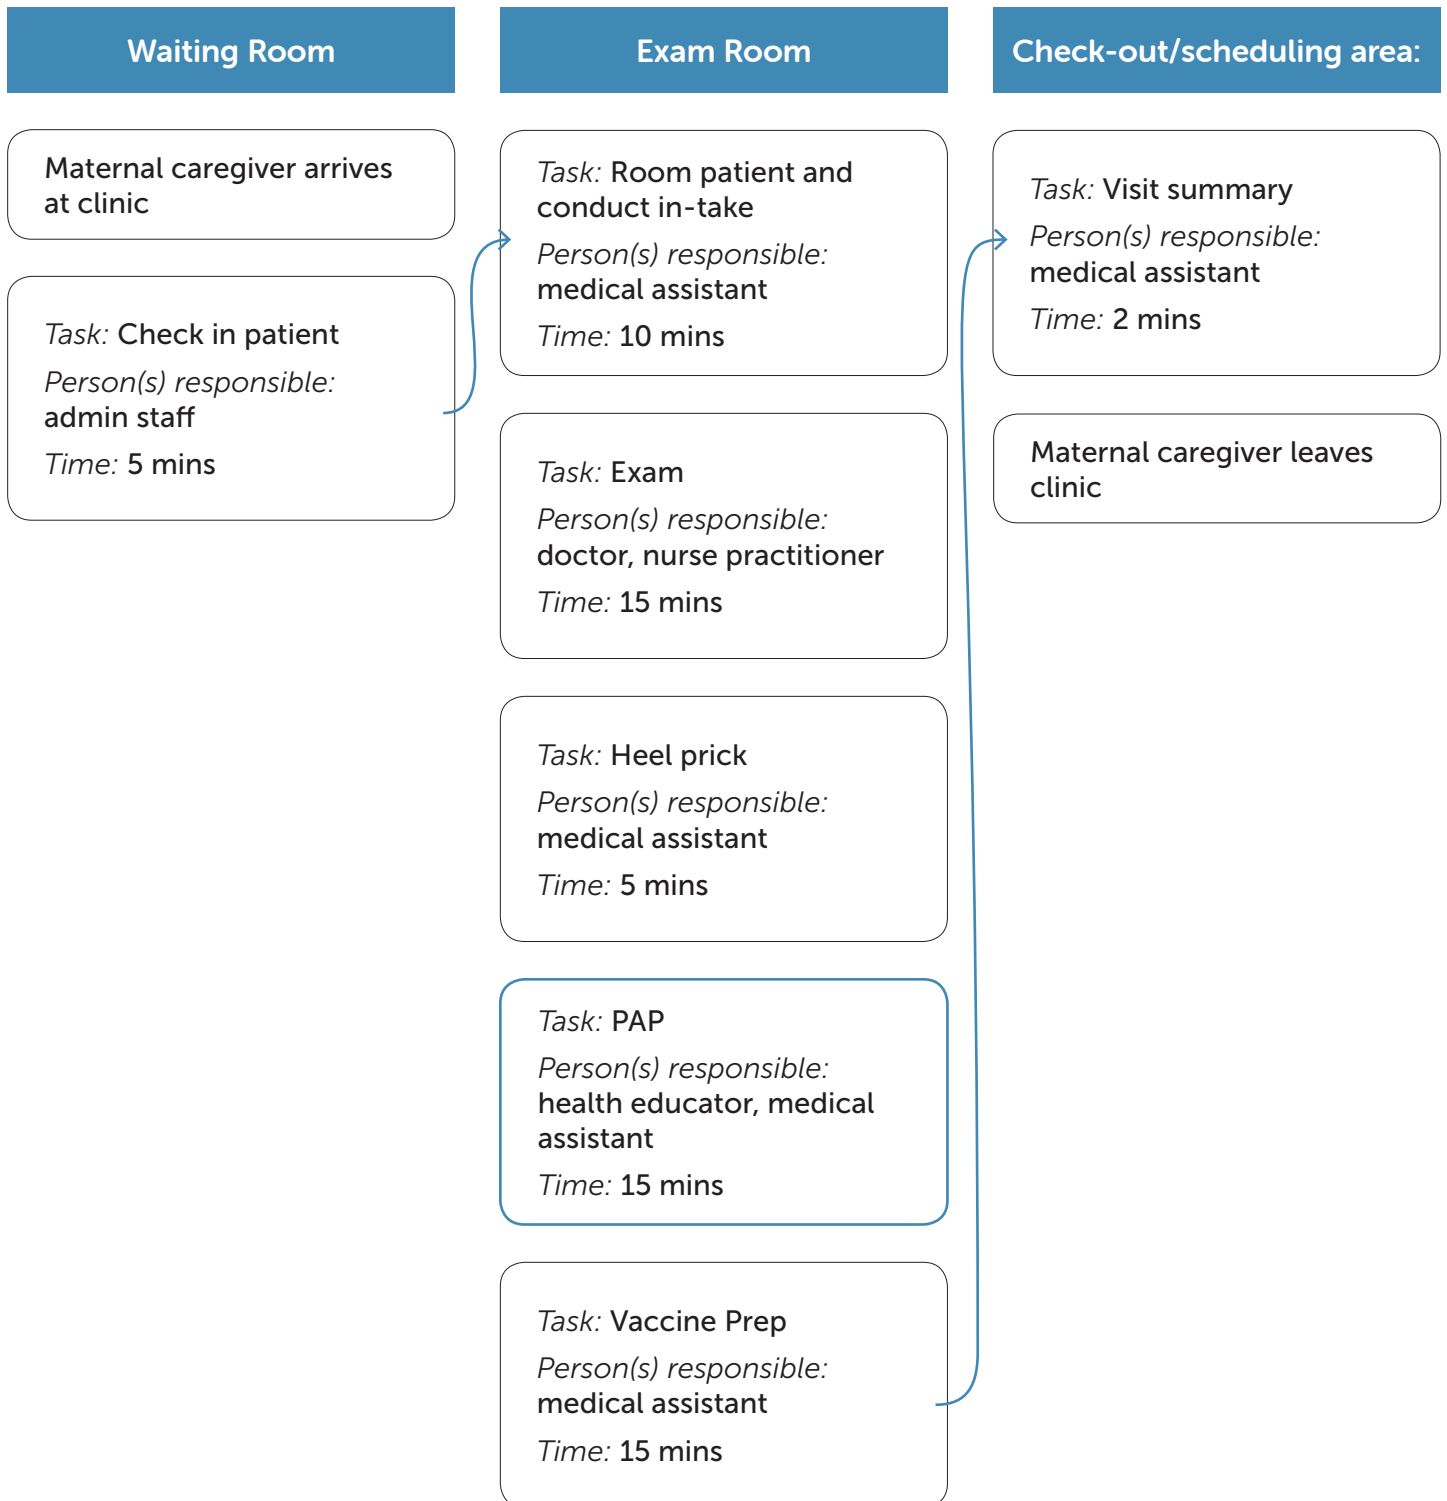 Waiting Room
Maternal caregiver arrives
at clinic
Task: Check in patient
Person(s) responsible:
admin staff
Time: 5 mins
Exam Room
Task: Room patient and
conduct in-take
Person(s) responsible:
medical assistant
Time: 10 mins
Task: Exam
Person(s) responsible:
doctor, nurse practitioner
Time: 15 mins
Task: Heel prick
Person(s) responsible:
medical assistant
Time: 5 mins
Task: PAP
Person(s) responsible:
health educator, medical
assistant
Time: 15 mins
Task: Vaccine Prep
Person(s) responsible:
medical assistant
Time: 15 mins
Check-out/scheduling area:
Task: Visit summary
Person(s) responsible:
medical assistant
Time: 2 mins
Maternal caregiver leaves
clinic